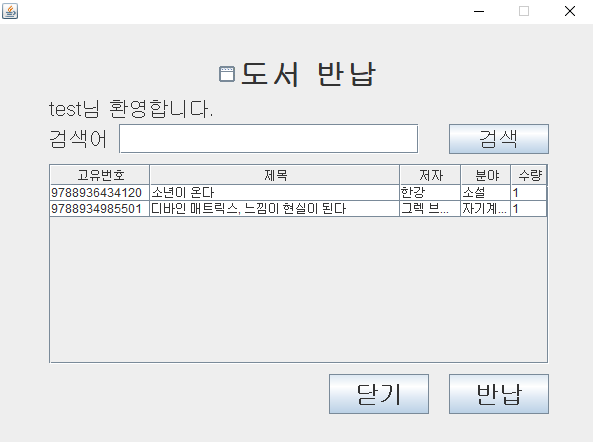 도서 반납
test님 환영합니다.
검색어 검색
고유번호 제목 저자 분야 수량
9788936434120 소년이 온다 한강 소설 1
9788934985501 디바인 매트릭스, 느낌이 현실이 된다 그렉 브... 자기계... 1
닫기 반납